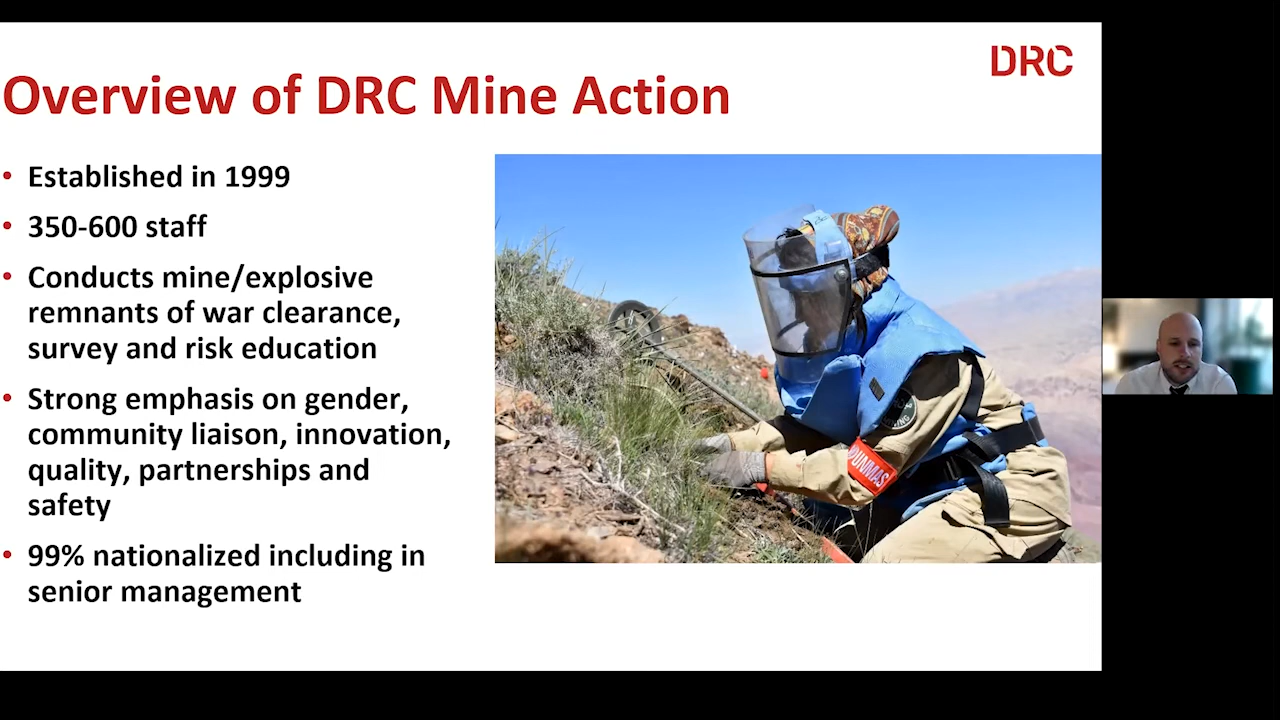 DRC
Overview of DRC Mine Action
• Established in 1999
• 350-600 staff
• Conducts mine/explosive
remnants of war clearance,
survey and risk education
• Strong emphasis on gender,
community liaison, innovation,
quality, partnerships and
safety
• 99% nationalized including in
senior management
UNMAS